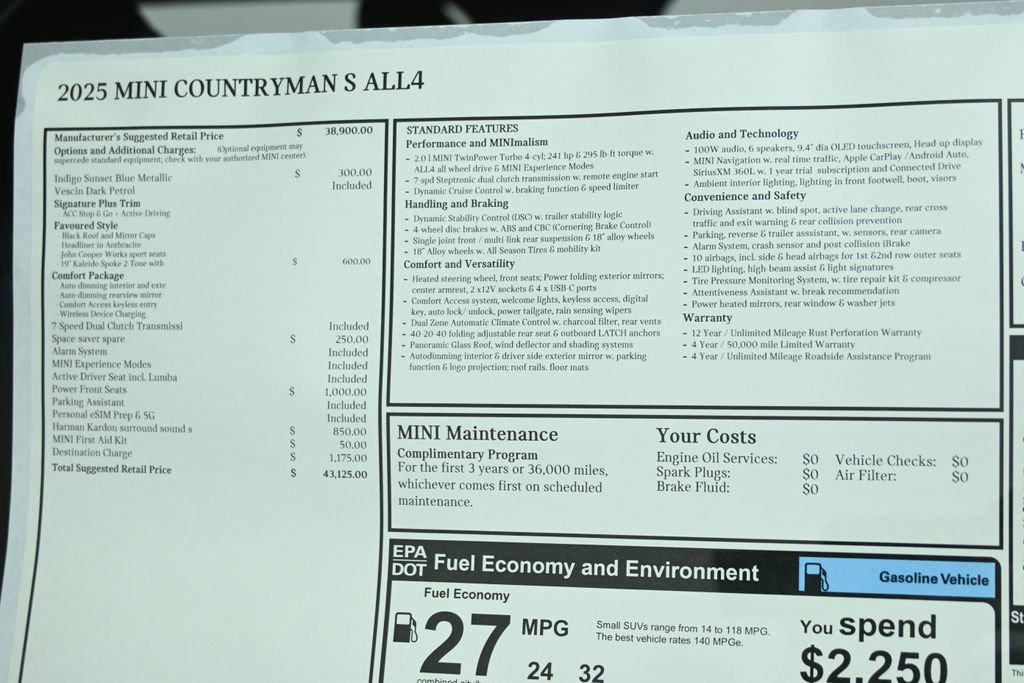 2025 MINI COUNTRYMAN S ALL4
Manufacturer's Suggested Retail Price $ 38,900.00
Options and Additional Charges: (Optional equipment may
supercede standard equipment; check with your authorized MINI center).
Indigo Sunset Blue Metallic $ 300.00
Vescin Dark Petrol Included
Signature Plus Trim
- ACC Stop & Go + Active Driving
Favoured Style
- Black Roof and Mirror Caps
- Headliner in Anthracite
John Cooper Works sport seats
- 19" Kaleido Spoke 2-Tone with $ 600.00
Comfort Package
- Auto-dimming interior and exte
- Auto-dimming rearview mirror
- Comfort Access keyless entry
- Wireless Device Charging
7 Speed Dual Clutch Transmissi Included
Space saver spare $ 250.00
Alarm System Included
MINI Experience Modes Included
Active Driver Seat incl. Lumba Included
Power Front Seats $ 1,000.00
Parking Assistant Included
Personal eSIM Prep & 5G Included
Harman Kardon surround sound s $ 850.00
MINI First Aid Kit $ 50.00
Destination Charge $ 1,175.00
Total Suggested Retail Price $ 43,125.00
STANDARD FEATURES
Performance and MINImalism
- 2.0 l MINI TwinPower Turbo 4-cyl; 241 hp & 295 lb-ft torque w.
ALL4 all wheel drive & MINI Experience Modes
- 7 spd Steptronic dual clutch transmission w. remote engine start
- Dynamic Cruise Control w. braking function & speed limiter
Handling and Braking
- Dynamic Stability Control (DSC) w. trailer stability logic
- 4-wheel disc brakes w. ABS and CBC (Cornering Brake Control)
- Single joint front / multi-link rear suspension & 18" alloy wheels
- 18" Alloy wheels w. All Season Tires & mobility kit
Comfort and Versatility
- Heated steering wheel, front seats; Power folding exterior mirrors;
center armrest, 2 x12V sockets & 4 x USB-C ports
- Comfort Access system, welcome lights, keyless access, digital
key, auto lock/ unlock, power tailgate, rain sensing wipers
- Dual Zone Automatic Climate Control w. charcoal filter, rear vents
- 40-20-40 folding adjustable rear seat & outboard LATCH anchors
- Panoramic Glass Roof, wind deflector and shading systems
- Autodimming interior & driver side exterior mirror w. parking
function & logo projection; roof rails. floor mats
Audio and Technology
- 100W audio, 6 speakers, 9.4" dia OLED touchscreen, Head-up display
- MINI Navigation w. real time traffic, Apple CarPlay /Android Auto,
SiriusXM 360L w. 1 year trial subscription and Connected Drive
- Ambient interior lighting, lighting in front footwell, boot, visors
Convenience and Safety
- Driving Assistant w. blind spot, active lane change, rear cross
traffic and exit warning & rear collision prevention
- Parking, reverse & trailer asssistant, w. sensors, rear camera
- Alarm System, crash sensor and post collision iBrake
- 10 airbags, incl. side & head airbags for 1st &2nd row outer seats
- LED lighting, high-beam assist & light signatures
- Tire Pressure Monitoring System, w. tire repair kit & compressor
- Attentiveness Assistant w. break recommendation
- Power heated mirrors, rear window & washer jets
Warranty
- 12 Year / Unlimited Mileage Rust Perforation Warranty
- 4 Year / 50,000 mile Limited Warranty
- 4 Year / Unlimited Mileage Roadside Assistance Program
MINI Maintenance
Complimentary Program
For the first 3 years or 36,000 miles,
whichever comes first on scheduled
maintenance.
Your Costs
Engine Oil Services: $0 Vehicle Checks: $0
Spark Plugs: $0 Air Filter: $0
Brake Fluid: $0
EPA
DOT Fuel Economy and Environment
Gasoline Vehicle
Fuel Economy
27 MPG
24 32
Small SUVs range from 14 to 118 MPG.
The best vehicle rates 140 MPGe.
You spend
$2,250